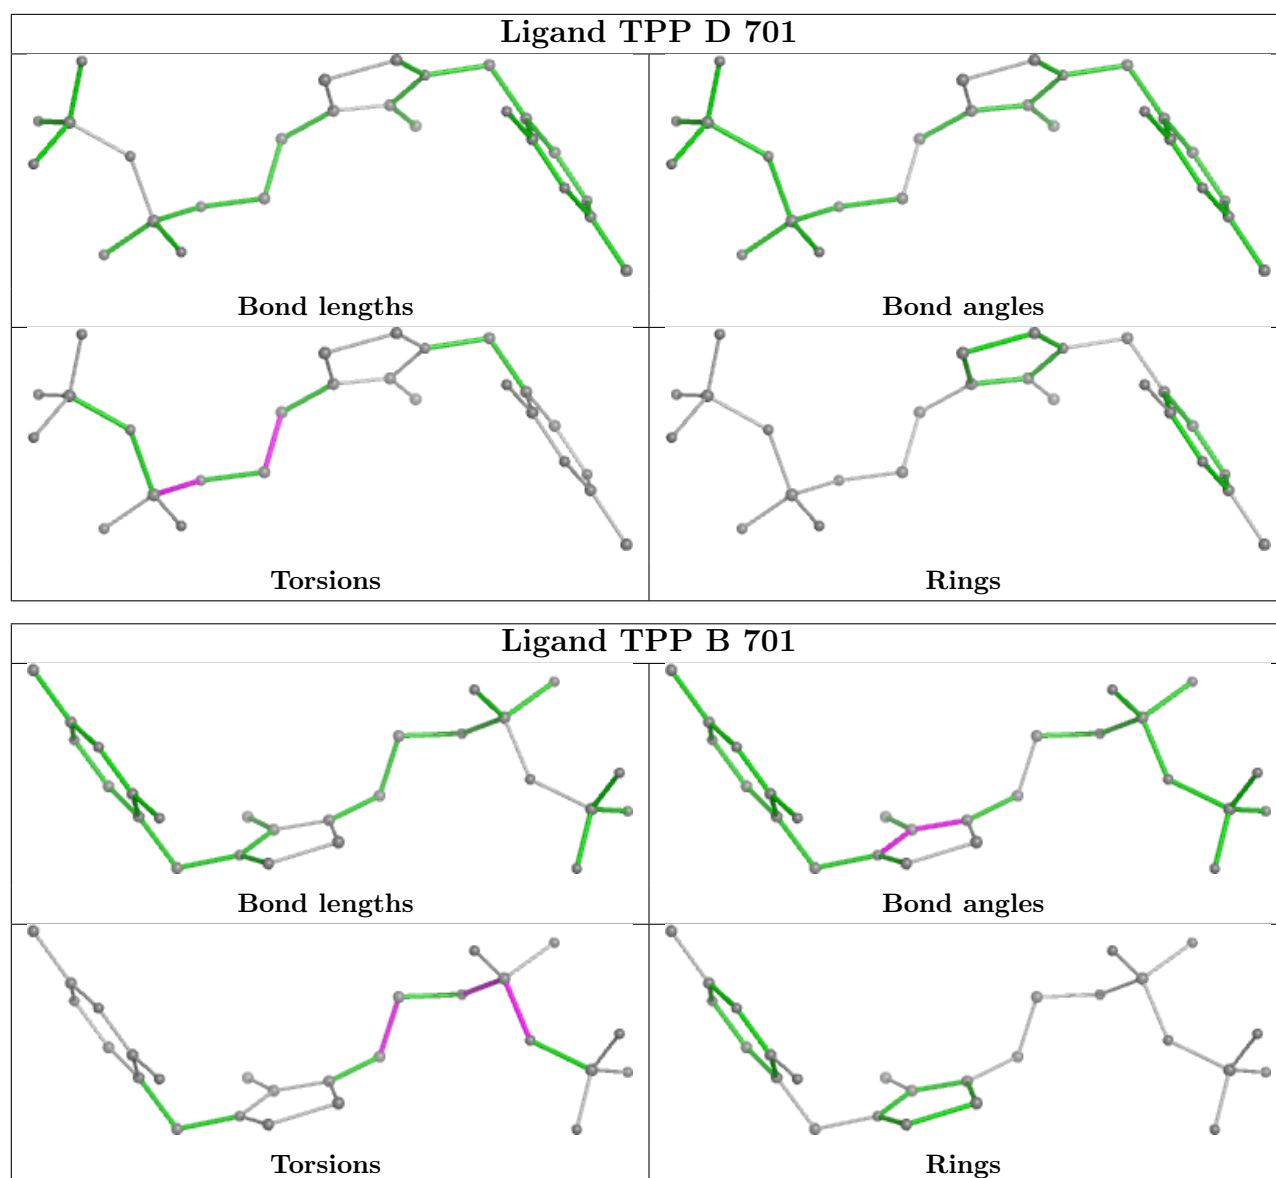 Ligand TPP D 701
Bond lengths
Bond angles
Torsions
Rings
Ligand TPP B 701
Bond lengths
Bond angles
Torsions
Rings